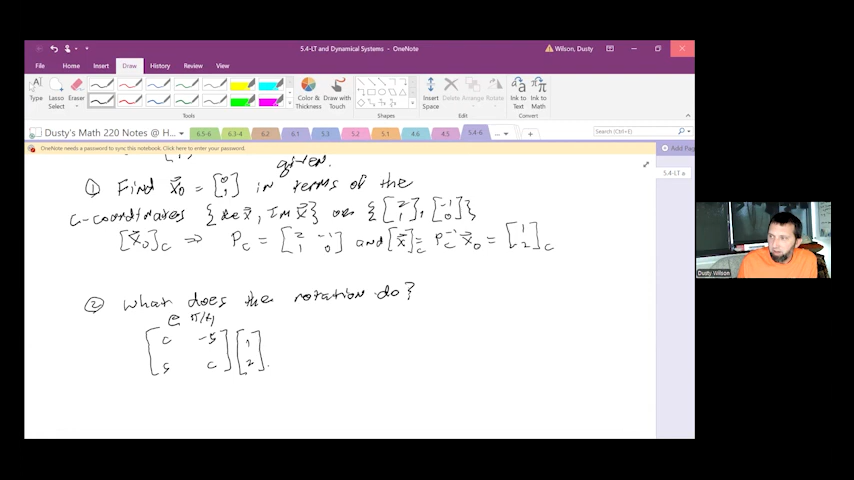 5.4-LT and Dynamical Systems - OneNote
Wilson, Dusty
File Home Insert Draw History Review View
Type
Lasso Select
Eraser
Color & Thickness
Draw with Touch
Insert Space
Delete Arrange Rotate
Ink to Text
Ink to Math
Tools Shapes Edit Convert
Dusty's Math 220 Notes @ H...
6.5-6 6.3-4 6.2 6.1 5.3 5.2 5.1 4.5 5.4-6 ...
Search (Ctrl+E)
OneNote needs a password to sync this notebook. Click here to enter your password.
Add Page
5.4-LT a
given.
① Find x⃗₀ = [0 1] in terms of the
C-coordinates {Re x⃗, Im x⃗} or {[2 1], [-1 0]}
[x⃗₀]_C ⇒ P_C = [2 -1 1 0] and [x⃗]_C = P_C⁻¹ x⃗₀ = [1 2]_C
② What does the rotation do?
@ π/4
[c -s] [1]
[s c] [2].
Dusty Wilson